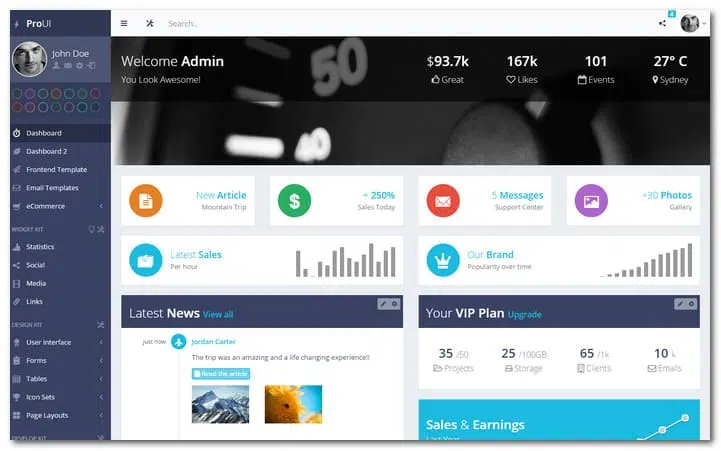 ProUI
Search..
4
John Doe
Dashboard
Dashboard 2
Frontend Template
Email Templates
eCommerce
WIDGET KIT
Statistics
Social
Media
Links
DESIGN KIT
User Interface
Forms
Tables
Icon Sets
Page Layouts
DEVELOP KIT
Welcome Admin
You Look Awesome!
$93.7k
Great
167k
Likes
101
Events
27° C
Sydney
50
40
New Article
Mountain Trip
+ 250%
Sales Today
5 Messages
Support Center
+30 Photos
Gallery
Latest Sales
Per hour
Our Brand
Popularity over time
Latest News View all
just now
Jordan Carter
The trip was an amazing and a life changing experience!!
Read the article
Your VIP Plan Upgrade
35 /50
Projects
25 /100GB
Storage
65 /1k
Clients
10 k
Emails
Sales & Earnings
Last Year